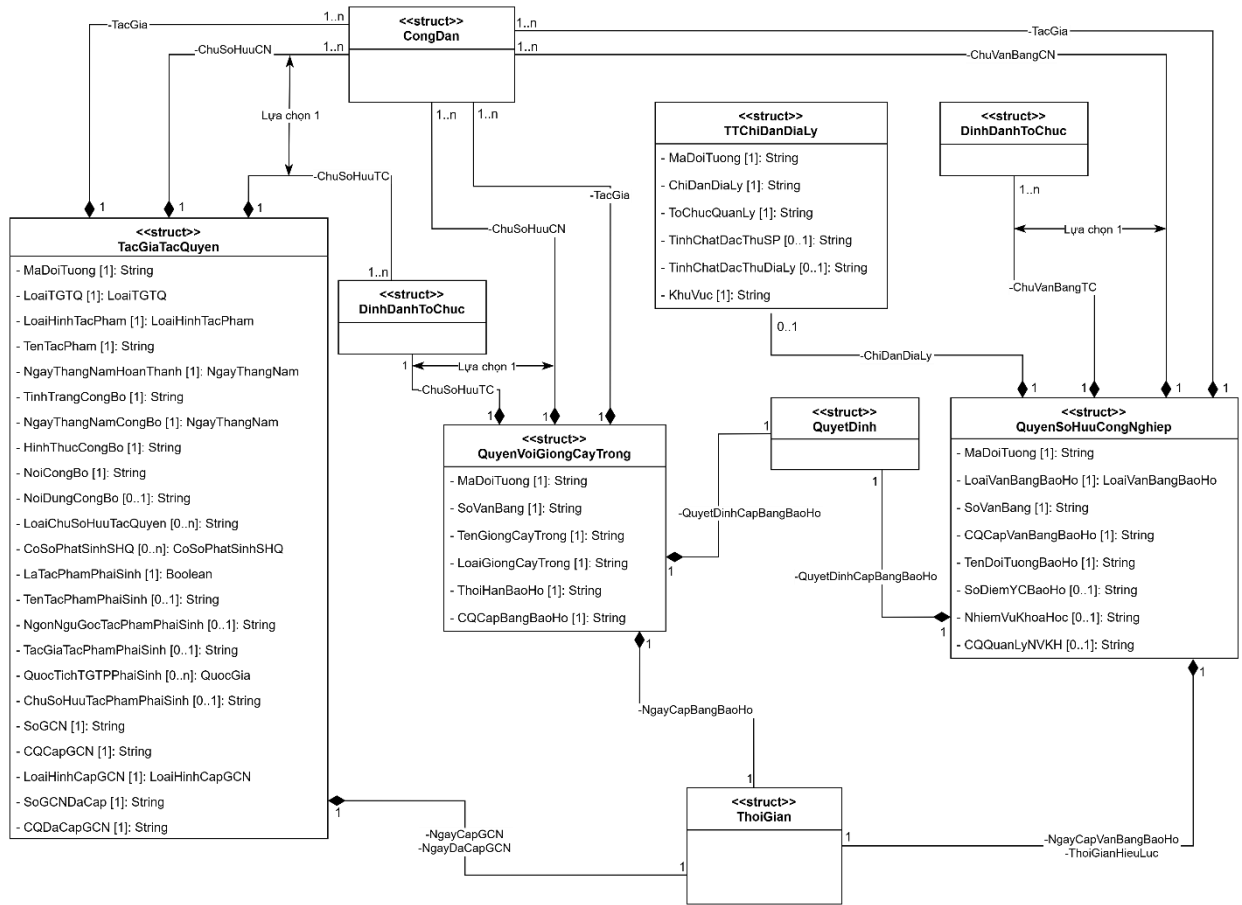 -TacGia
1..n
<<struct>>
CongDan
1..n
-TacGia
-ChuSoHuuCN
1..n
1..n
-ChuVanBangCN
Lựa chọn 1
1..n
1..n
<<struct>>
TTChiDanDiaLy
- MaDoiTuong [1]: String
- ChiDanDiaLy [1]: String
- ToChucQuanLy [1]: String
- TinhChatDacThuSP [0..1]: String
- TinhChatDacThuDiaLy [0..1]: String
- KhuVuc [1]: String
0..1
<<struct>>
DinhDanhToChuc
1..n
Lựa chọn 1
-ChuVanBangTC
-ChuSoHuuTC
-TacGia
-ChuSoHuuCN
1
1
1
<<struct>>
TacGiaTacQuyen
- MaDoiTuong [1]: String
- LoaiTGTQ [1]: LoaiTGTQ
- LoaiHinhTacPham [1]: LoaiHinhTacPham
- TenTacPham [1]: String
- NgayThangNamHoanThanh [1]: NgayThangNam
- TinhTrangCongBo [1]: String
- NgayThangNamCongBo [1]: NgayThangNam
- HinhThucCongBo [1]: String
- NoiCongBo [1]: String
- NoiDungCongBo [0..1]: String
- LoaiChuSoHuuTacQuyen [0..n]: String
- CoSoPhatSinhSHQ [0..n]: CoSoPhatSinhSHQ
- LaTacPhamPhaiSinh [1]: Boolean
- TenTacPhamPhaiSinh [0..1]: String
- NgonNguGocTacPhamPhaiSinh [0..1]: String
- TacGiaTacPhamPhaiSinh [0..1]: String
- QuocTichTGTPPhaiSinh [0..n]: QuocGia
- ChuSoHuuTacPhamPhaiSinh [0..1]: String
- SoGCN [1]: String
- CQCapGCN [1]: String
- LoaiHinhCapGCN [1]: LoaiHinhCapGCN
- SoGCNDaCap [1]: String
- CQDaCapGCN [1]: String
1
1..n
<<struct>>
DinhDanhToChuc
1
Lựa chọn 1
-ChuSoHuuTC
1
1
1
<<struct>>
QuyenVoiGiongCayTrong
- MaDoiTuong [1]: String
- SoVanBang [1]: String
- TenGiongCayTrong [1]: String
- LoaiGiongCayTrong [1]: String
- ThoiHanBaoHo [1]: String
- CQCapBangBaoHo [1]: String
1
1
-ChiDanDiaLy
1
<<struct>>
QuyetDinh
1
-QuyetDinhCapBangBaoHo
-QuyetDinhCapBangBaoHo
1
1
1
1
1
<<struct>>
QuyenSoHuuCongNghiep
- MaDoiTuong [1]: String
- LoaiVanBangBaoHo [1]: LoaiVanBangBaoHo
- SoVanBang [1]: String
- CQCapVanBangBaoHo [1]: String
- TenDoiTuongBaoHo [1]: String
- SoDiemYCBaoHo [0..1]: String
- NhiemVuKhoaHoc [0..1]: String
- CQQuanLyNVKH [0..1]: String
1
-NgayCapBangBaoHo
1
<<struct>>
ThoiGian
1
1
-NgayCapGCN
-NgayDaCapGCN
-NgayCapVanBangBaoHo
-ThoiGianHieuLuc